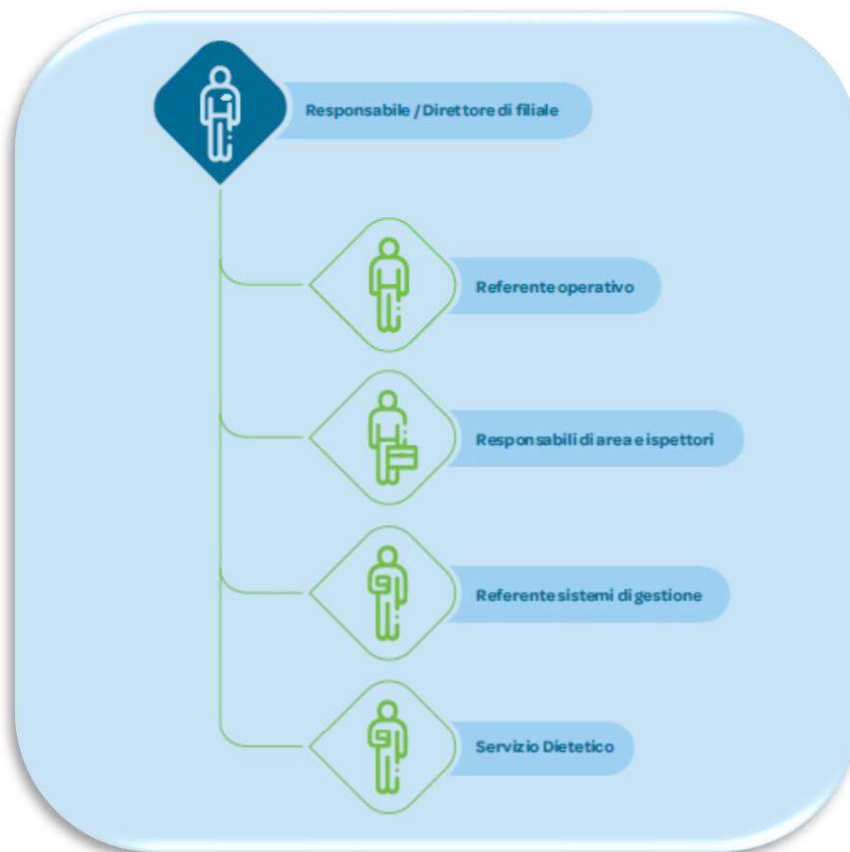 Responsabile / Direttore di filiale
Referente operativo
Responsabili di area e ispettori
Referente sistemi di gestione
Servizio Dietetico